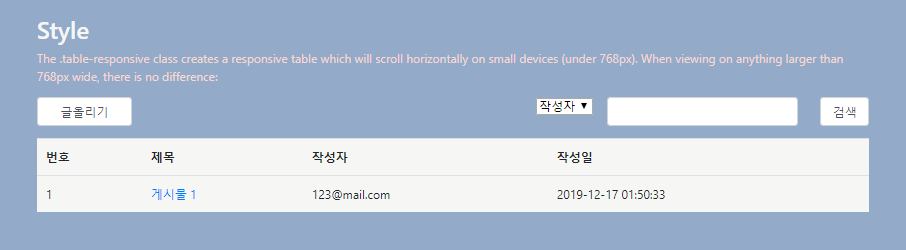 Style
The .table-responsive class creates a responsive table which will scroll horizontally on small devices (under 768px). When viewing on anything larger than
768px wide, there is no difference:
글올리기 작성자 ▼ 검색
번호 제목 작성자 작성일
1 게시물 1 123@mail.com 2019-12-17 01:50:33